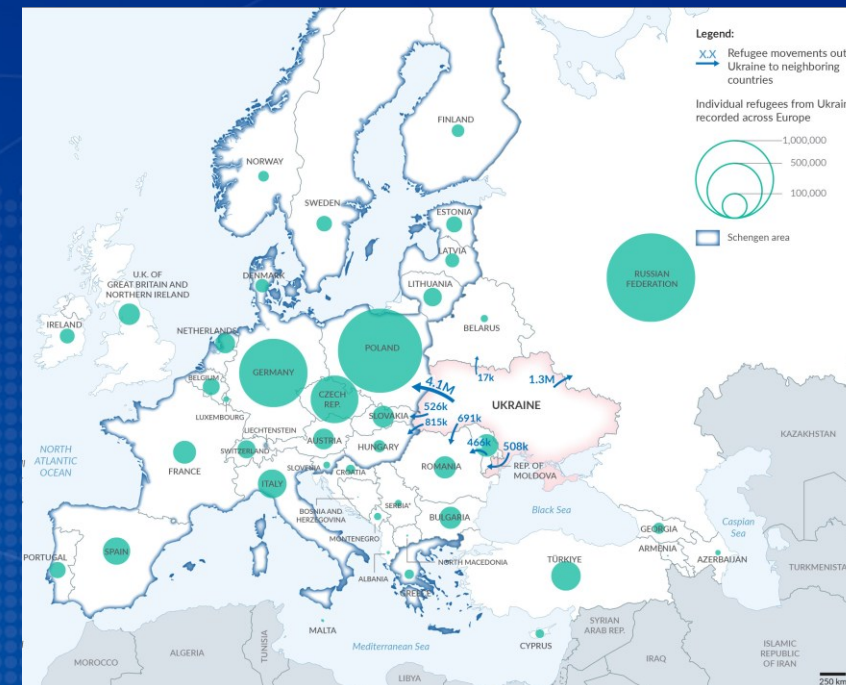 Legend:
X.X Refugee movements out
Ukraine to neighboring
countries
Individual refugees from Ukrain
recorded across Europe
1,000,000
500,000
100,000
Schengen area
FINLAND
NORWAY
SWEDEN
ESTONIA
LATVIA
DENMARK
LITHUANIA
RUSSIAN
FEDERATION
U.K. OF
GREAT BRITAIN AND
NORTHERN IRELAND
IRELAND
NETHERLANDS
BELARUS
POLAND
GERMANY
BELGIUM
17k
1.3M
4.1M
CZECH
REP.
UKRAINE
LUXEMBOURG
SLOVAKIA
526k
691k
815k
LIECHTENSTEIN
AUSTRIA
HUNGARY
466k
508k
NORTH
ATLANTIC
OCEAN
FRANCE
SWITZERLAND
SLOVENIA
CROATIA
ROMANIA
REP. OF
MOLDOVA
KAZAKHSTAN
ITALY
BOSNIA AND
HERZEGOVINA
SERBIA*
BULGARIA
Black Sea
Caspian
Sea
MONTENEGRO
GEORGIA
PORTUGAL
SPAIN
NORTH MACEDONIA
ARMENIA
AZERBAIJAN
ALBANIA
TÜRKIYE
TURKMENISTA
GREECE
MALTA
Mediterranean Sea
CYPRUS
SYRIAN
ARAB REP.
IRAQ
ISLAMIC
REPUBLIC
OF IRAN
MOROCCO
ALGERIA
TUNISIA
LIBYA
250 km